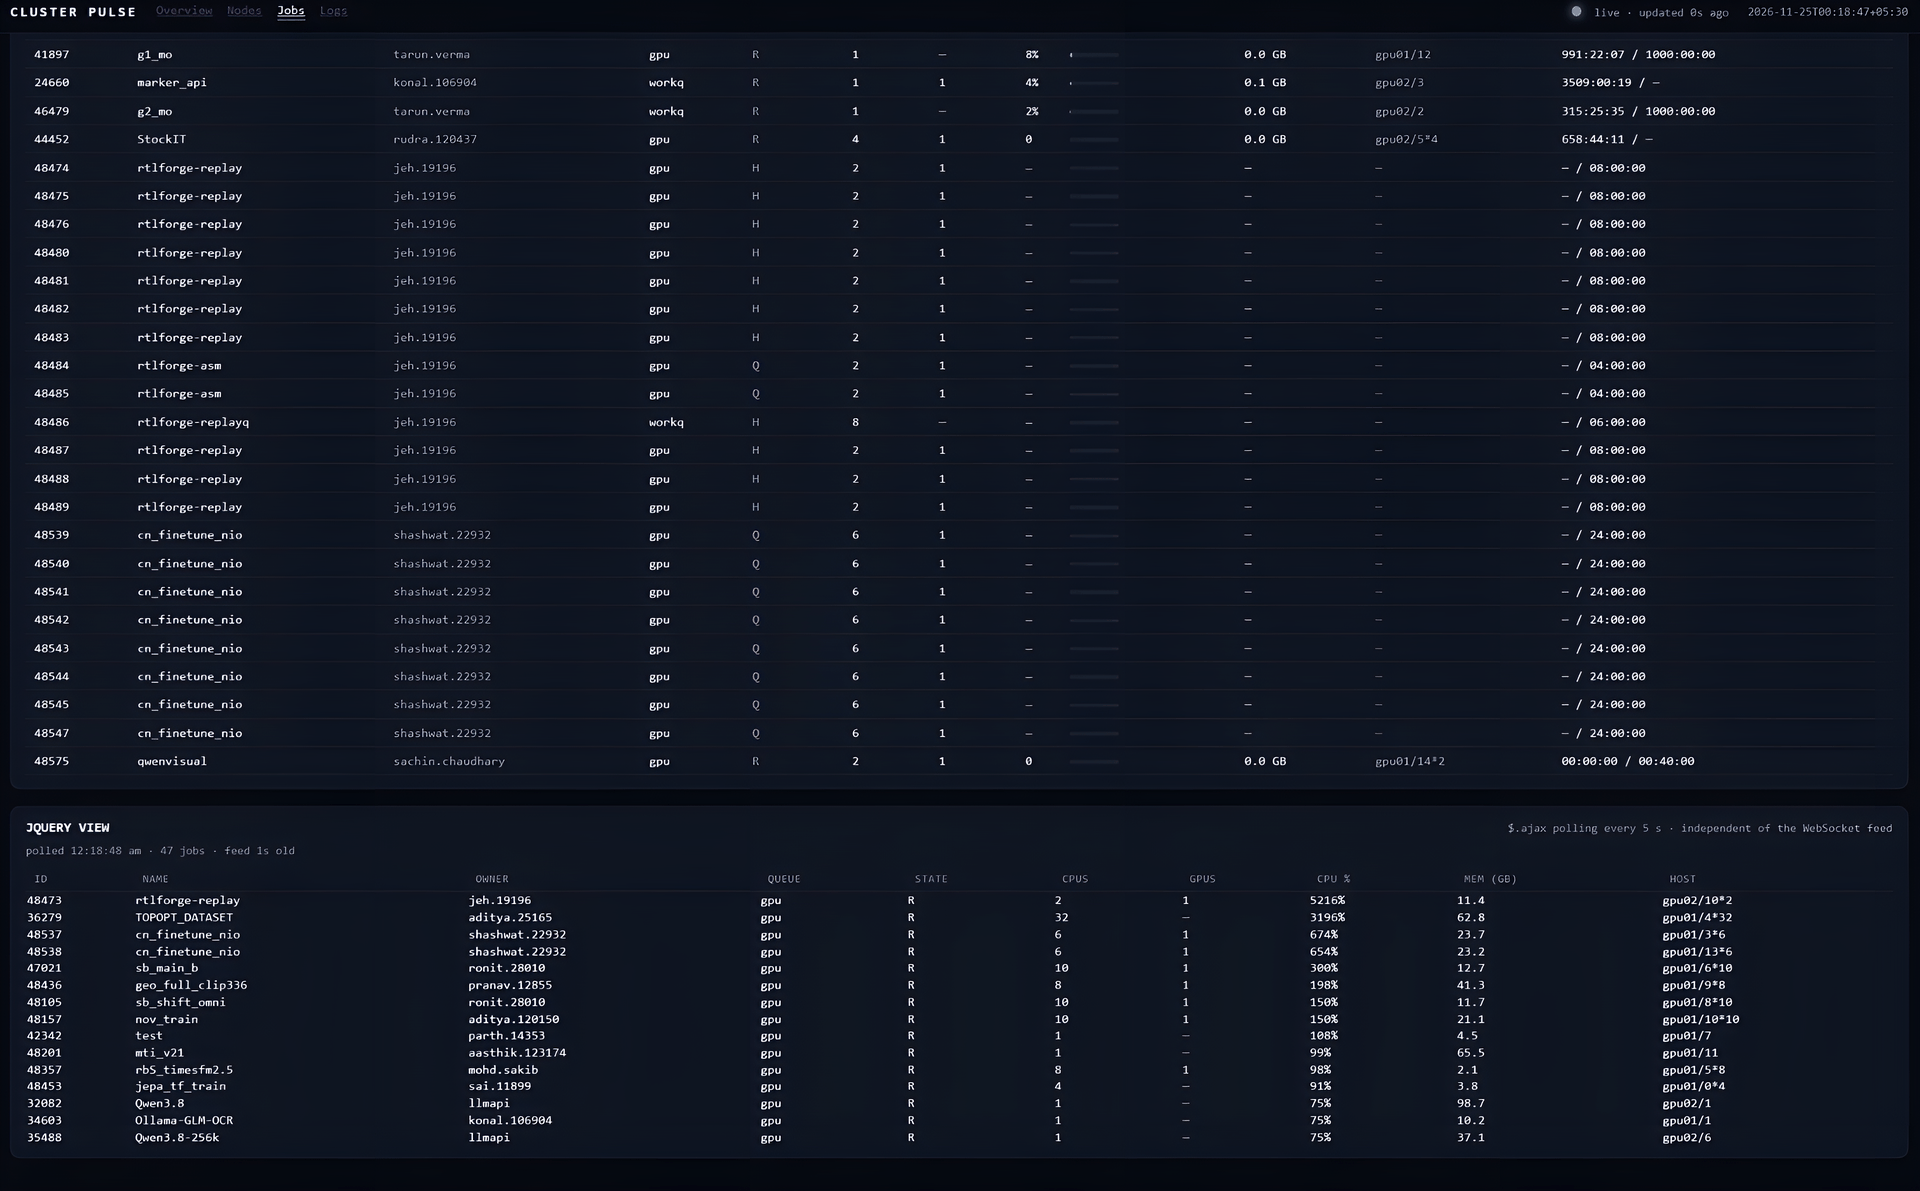 CLUSTER PULSE Overview Nodes Jobs Logs live · updated 0s ago 2026-11-25T00:18:47+05:30
41897 g1_mo tarun.verma gpu R 1 — 8% 0.0 GB gpu01/12 991:22:07 / 1000:00:00
24660 marker_api konal.106904 workq R 1 1 4% 0.1 GB gpu02/3 3509:00:19 / —
46479 g2_mo tarun.verma workq R 1 — 2% 0.0 GB gpu02/2 315:25:35 / 1000:00:00
44452 StockIT rudra.120437 gpu R 4 1 0 0.0 GB gpu02/5*4 658:44:11 / —
48474 rtlforge-replay jeh.19196 gpu H 2 1 — — — — / 08:00:00
48475 rtlforge-replay jeh.19196 gpu H 2 1 — — — — / 08:00:00
48476 rtlforge-replay jeh.19196 gpu H 2 1 — — — — / 08:00:00
48480 rtlforge-replay jeh.19196 gpu H 2 1 — — — — / 08:00:00
48481 rtlforge-replay jeh.19196 gpu H 2 1 — — — — / 08:00:00
48482 rtlforge-replay jeh.19196 gpu H 2 1 — — — — / 08:00:00
48483 rtlforge-replay jeh.19196 gpu H 2 1 — — — — / 08:00:00
48484 rtlforge-asm jeh.19196 gpu Q 2 1 — — — — / 04:00:00
48485 rtlforge-asm jeh.19196 gpu Q 2 1 — — — — / 04:00:00
48486 rtlforge-replayq jeh.19196 workq H 8 — — — — — / 06:00:00
48487 rtlforge-replay jeh.19196 gpu H 2 1 — — — — / 08:00:00
48488 rtlforge-replay jeh.19196 gpu H 2 1 — — — — / 08:00:00
48489 rtlforge-replay jeh.19196 gpu H 2 1 — — — — / 08:00:00
48539 cn_finetune_nio shashwat.22932 gpu Q 6 1 — — — — / 24:00:00
48540 cn_finetune_nio shashwat.22932 gpu Q 6 1 — — — — / 24:00:00
48541 cn_finetune_nio shashwat.22932 gpu Q 6 1 — — — — / 24:00:00
48542 cn_finetune_nio shashwat.22932 gpu Q 6 1 — — — — / 24:00:00
48543 cn_finetune_nio shashwat.22932 gpu Q 6 1 — — — — / 24:00:00
48544 cn_finetune_nio shashwat.22932 gpu Q 6 1 — — — — / 24:00:00
48545 cn_finetune_nio shashwat.22932 gpu Q 6 1 — — — — / 24:00:00
48547 cn_finetune_nio shashwat.22932 gpu Q 6 1 — — — — / 24:00:00
48575 qwenvisual sachin.chaudhary gpu R 2 1 0 0.0 GB gpu01/14*2 00:00:00 / 00:40:00
JQUERY VIEW $.ajax polling every 5 s · independent of the WebSocket feed
polled 12:18:48 am · 47 jobs · feed 1s old
ID NAME OWNER QUEUE STATE CPUS GPUS CPU % MEM (GB) HOST
48473 rtlforge-replay jeh.19196 gpu R 2 1 5216% 11.4 gpu02/10*2
36279 TOPOPT_DATASET aditya.25165 gpu R 32 — 3196% 62.8 gpu01/4*32
48537 cn_finetune_nio shashwat.22932 gpu R 6 1 674% 23.7 gpu01/3*6
48538 cn_finetune_nio shashwat.22932 gpu R 6 1 654% 23.2 gpu01/13*6
47021 sb_main_b ronit.28010 gpu R 10 1 300% 12.7 gpu01/6*10
48436 geo_full_clip336 pranav.12855 gpu R 8 1 198% 41.3 gpu01/9*8
48105 sb_shift_omni ronit.28010 gpu R 10 1 150% 11.7 gpu01/8*10
48157 nov_train aditya.120150 gpu R 10 1 150% 21.1 gpu01/10*10
42342 test parth.14353 gpu R 1 — 108% 4.5 gpu01/7
48201 mti_v21 aasthik.123174 gpu R 1 — 99% 65.5 gpu01/11
48357 rbS_timesfm2.5 mohd.sakib gpu R 8 1 98% 2.1 gpu01/5*8
48453 jepa_tf_train sai.11899 gpu R 4 — 91% 3.8 gpu01/0*4
32082 Qwen3.8 llmapi gpu R 1 — 75% 98.7 gpu02/1
34603 Ollama-GLM-OCR konal.106904 gpu R 1 — 75% 10.2 gpu01/1
35488 Qwen3.8-256k llmapi gpu R 1 — 75% 37.1 gpu02/6